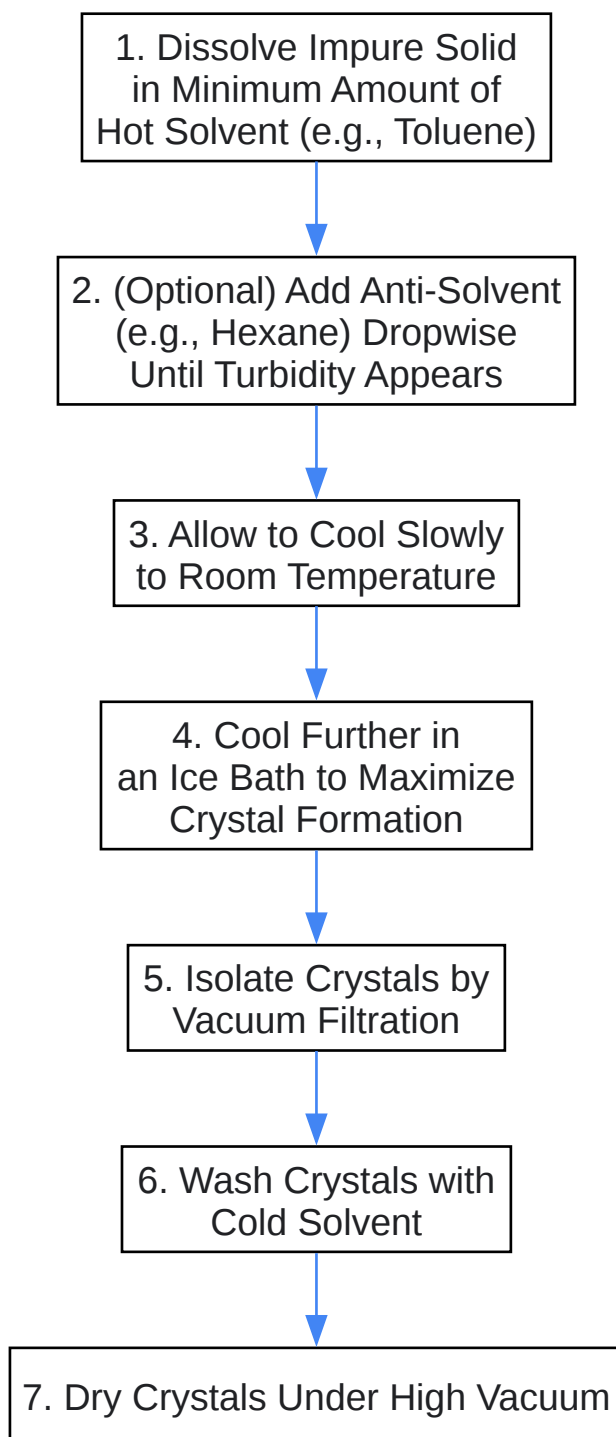 1. Dissolve Impure Solid
in Minimum Amount of
Hot Solvent (e.g., Toluene)
2. (Optional) Add Anti-Solvent
(e.g., Hexane) Dropwise
Until Turbidity Appears
3. Allow to Cool Slowly
to Room Temperature
4. Cool Further in
an Ice Bath to Maximize
Crystal Formation
5. Isolate Crystals by
Vacuum Filtration
6. Wash Crystals with
Cold Solvent
7. Dry Crystals Under High Vacuum